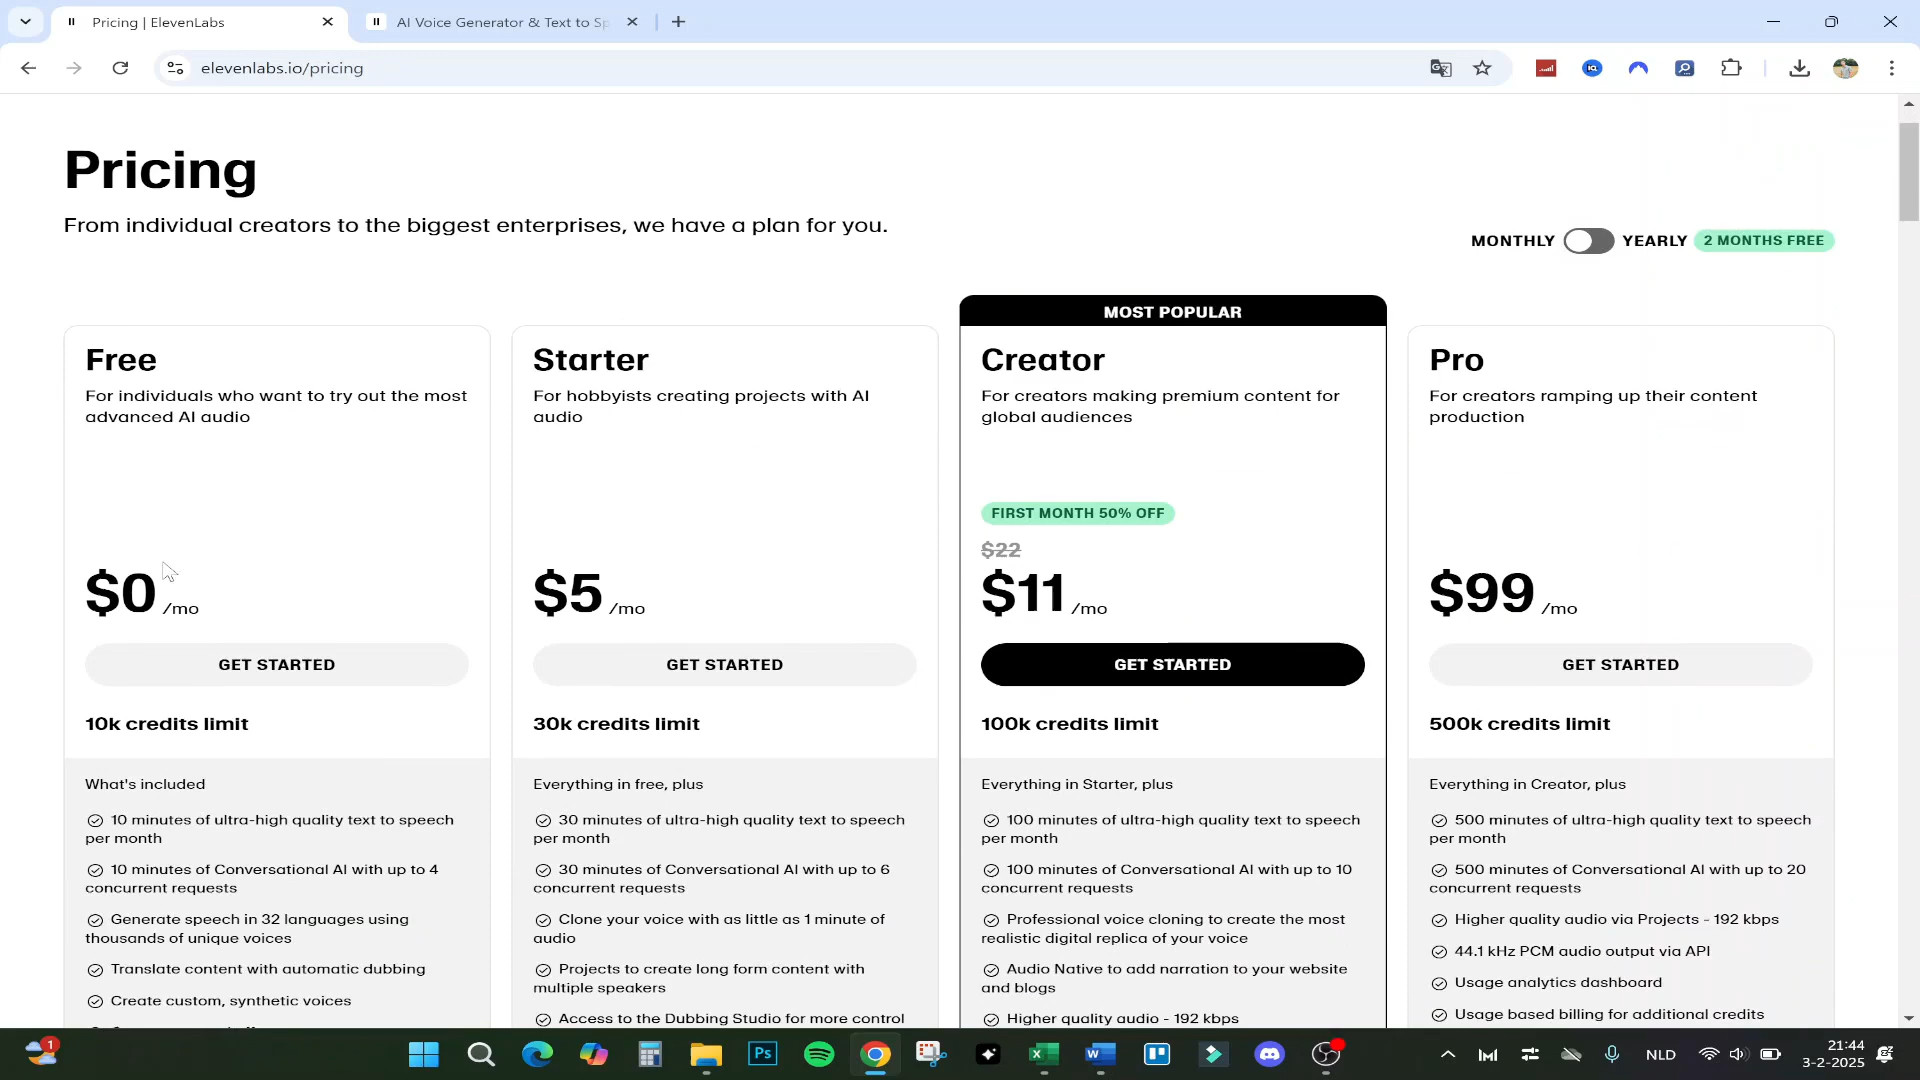 Pricing | ElevenLabs
AI Voice Generator & Text to Sp
elevenlabs.io/pricing
Pricing
From individual creators to the biggest enterprises, we have a plan for you.
MONTHLY YEARLY 2 MONTHS FREE
MOST POPULAR
Free
For individuals who want to try out the most
advanced AI audio
$0 /mo
GET STARTED
10k credits limit
What's included
10 minutes of ultra-high quality text to speech
per month
10 minutes of Conversational AI with up to 4
concurrent requests
Generate speech in 32 languages using
thousands of unique voices
Translate content with automatic dubbing
Create custom, synthetic voices
Starter
For hobbyists creating projects with AI
audio
$5 /mo
GET STARTED
30k credits limit
Everything in free, plus
30 minutes of ultra-high quality text to speech
per month
30 minutes of Conversational AI with up to 6
concurrent requests
Clone your voice with as little as 1 minute of
audio
Projects to create long form content with
multiple speakers
Access to the Dubbing Studio for more control
Creator
For creators making premium content for
global audiences
FIRST MONTH 50% OFF
$22
$11 /mo
GET STARTED
100k credits limit
Everything in Starter, plus
100 minutes of ultra-high quality text to speech
per month
100 minutes of Conversational AI with up to 10
concurrent requests
Professional voice cloning to create the most
realistic digital replica of your voice
Audio Native to add narration to your website
and blogs
Higher quality audio - 192 kbps
Pro
For creators ramping up their content
production
$99 /mo
GET STARTED
500k credits limit
Everything in Creator, plus
500 minutes of ultra-high quality text to speech
per month
500 minutes of Conversational AI with up to 20
concurrent requests
Higher quality audio via Projects - 192 kbps
44.1 kHz PCM audio output via API
Usage analytics dashboard
Usage based billing for additional credits
1
Ps
NLD
21:44
3-2-2025